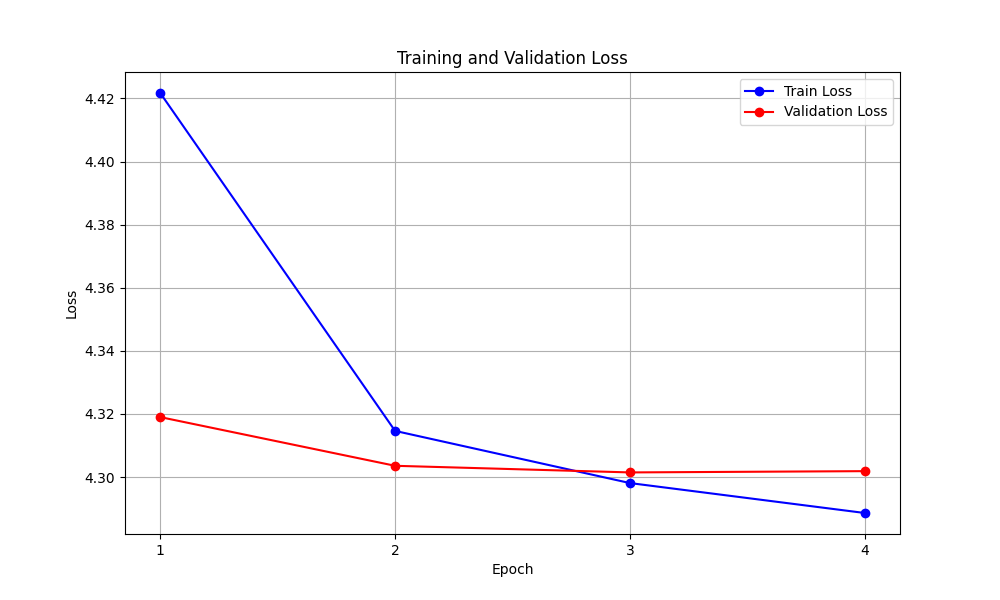 Training and Validation Loss
Train Loss
Validation Loss
4.42
4.40
4.38
4.36
4.34
4.32
4.30
Loss
1 2 3 4
Epoch